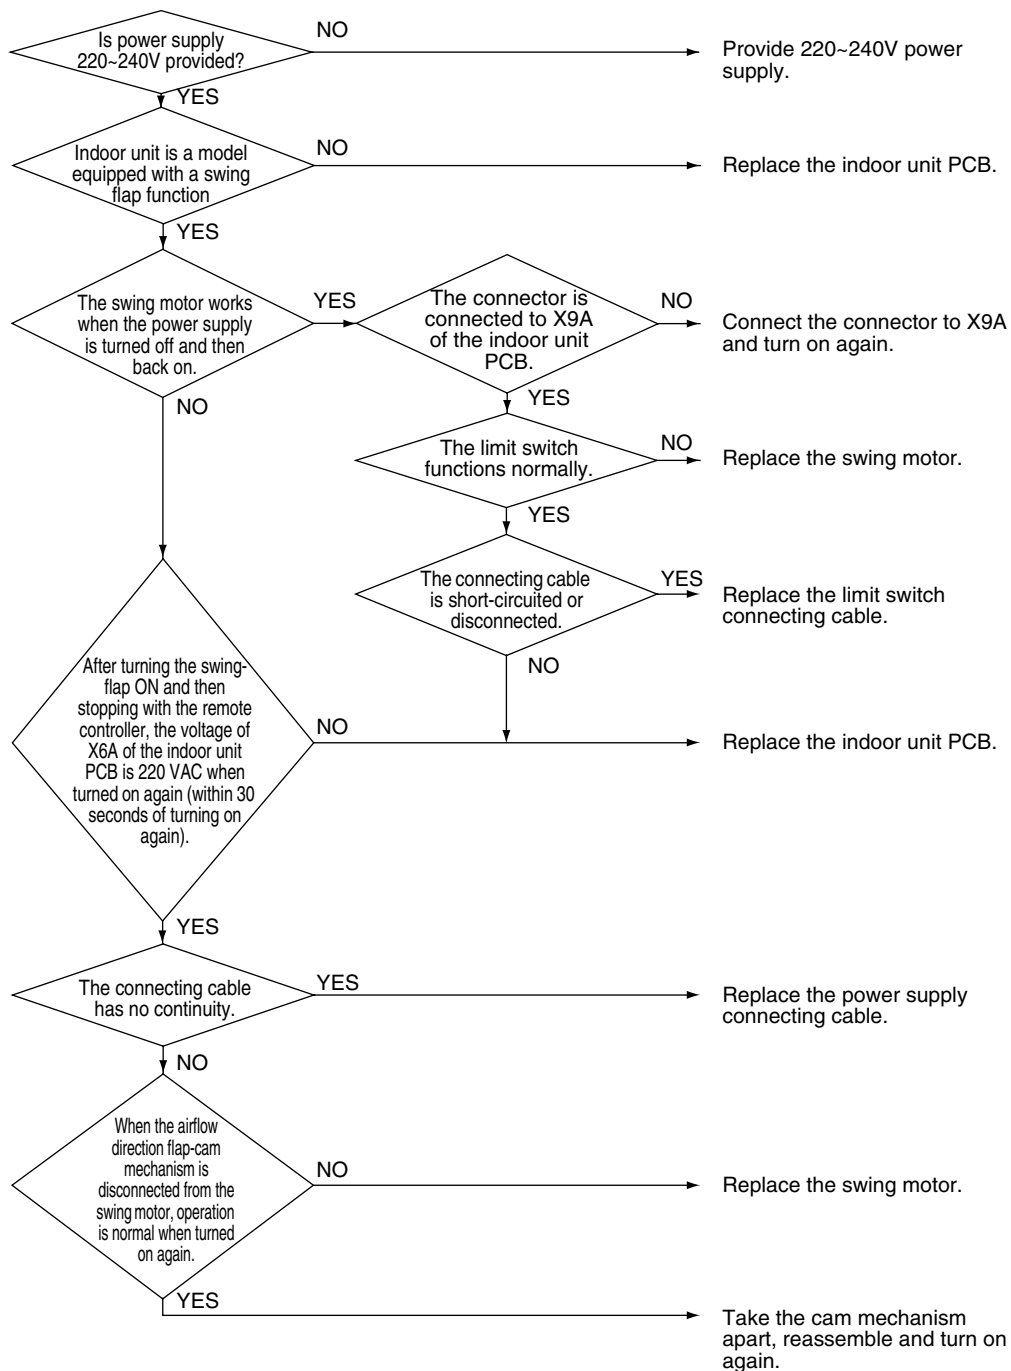 Is power supply
220~240V provided?
NO
Provide 220~240V power
supply.
YES
Indoor unit is a model
equipped with a swing
flap function
NO
Replace the indoor unit PCB.
YES
The swing motor works
when the power supply
is turned off and then
back on.
YES
The connector is
connected to X9A
of the indoor unit
PCB.
NO
Connect the connector to X9A
and turn on again.
NO
YES
The limit switch
functions normally.
NO
Replace the swing motor.
YES
The connecting cable
is short-circuited or
disconnected.
YES
Replace the limit switch
connecting cable.
NO
After turning the swing-
flap ON and then
stopping with the remote
controller, the voltage of
X6A of the indoor unit
PCB is 220 VAC when
turned on again (within 30
seconds of turning on
again).
NO
Replace the indoor unit PCB.
YES
The connecting cable
has no continuity.
YES
Replace the power supply
connecting cable.
NO
When the airflow
direction flap-cam
mechanism is
disconnected from the
swing motor, operation
is normal when turned
on again.
NO
Replace the swing motor.
YES
Take the cam mechanism
apart, reassemble and turn on
again.